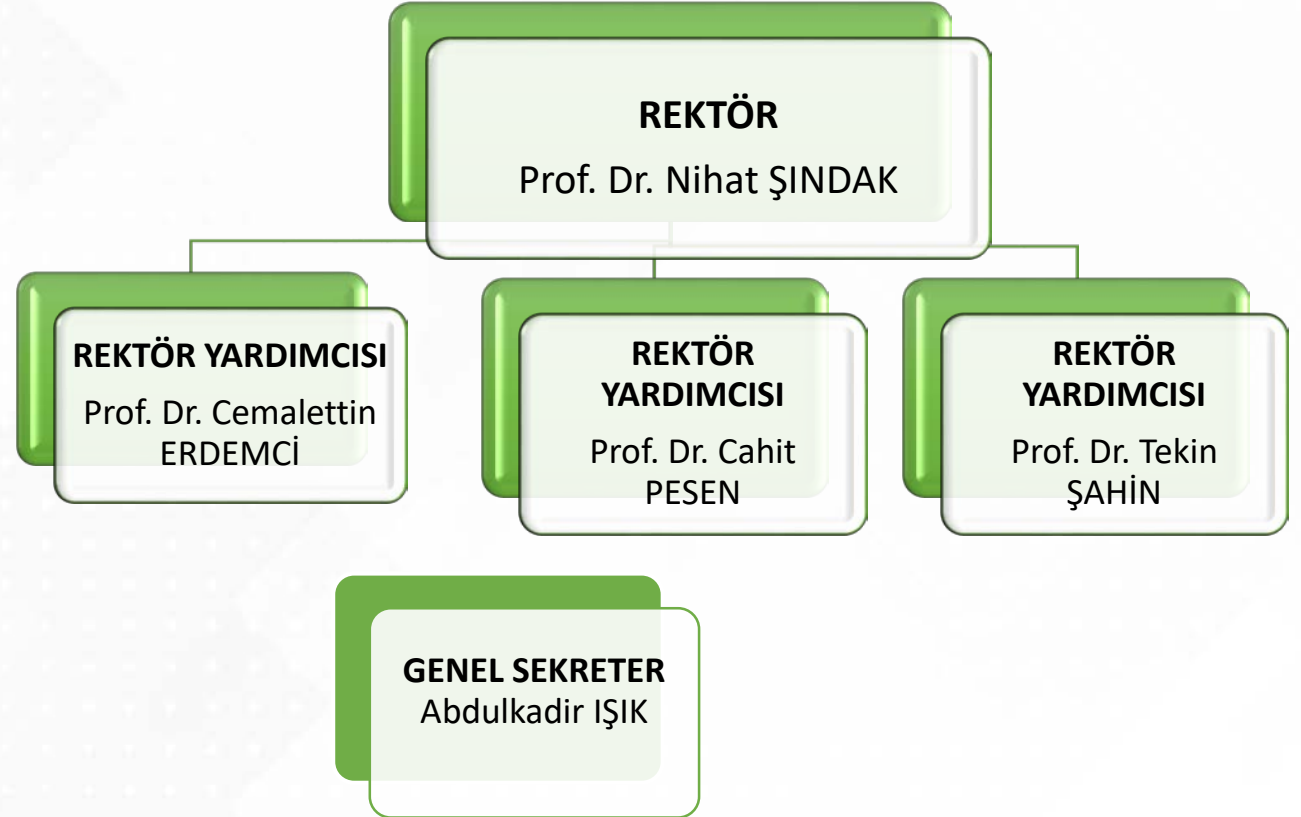 REKTÖR
Prof. Dr. Nihat ŞINDAK
REKTÖR YARDIMCISI
Prof. Dr. Cemalettin
ERDEMCİ
REKTÖR
YARDIMCISI
Prof. Dr. Cahit
PESEN
REKTÖR
YARDIMCISI
Prof. Dr. Tekin
ŞAHİN
GENEL SEKRETER
Abdulkadir IŞIK